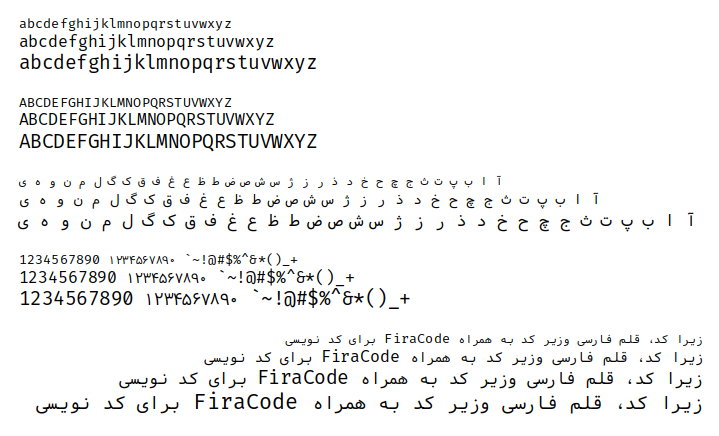 abcdefghijklmnopqrstuvwxyz
abcdefghijklmnopqrstuvwxyz
abcdefghijklmnopqrstuvwxyz
ABCDEFGHIJKLMNOPQRSTUVWXYZ
ABCDEFGHIJKLMNOPQRSTUVWXYZ
ABCDEFGHIJKLMNOPQRSTUVWXYZ
آ ا ب پ ت ث ج چ ح خ د ذ ر ز ژ س ش ص ض ط ظ ع غ ف ق ک گ ل م ن و ه ی
آ ا ب پ ت ث ج چ ح خ د ذ ر ز ژ س ش ص ض ط ظ ع غ ف ق ک گ ل م ن و ه ی
آ ا ب پ ت ث ج چ ح خ د ذ ر ز ژ س ش ص ض ط ظ ع غ ف ق ک گ ل م ن و ه ی
1234567890 ۱۲۳۴۵۶۷۸۹۰ `~!@#$%^&*()_+
1234567890 ۱۲۳۴۵۶۷۸۹۰ `~!@#$%^&*()_+
1234567890 ۱۲۳۴۵۶۷۸۹۰ `~!@#$%^&*()_+
زیرا کد، قلم فارسی وزیر کد به همراه FiraCode برای کد نویسی
زیرا کد، قلم فارسی وزیر کد به همراه FiraCode برای کد نویسی
زیرا کد، قلم فارسی وزیر کد به همراه FiraCode برای کد نویسی
زیرا کد، قلم فارسی وزیر کد به همراه FiraCode برای کد نویسی